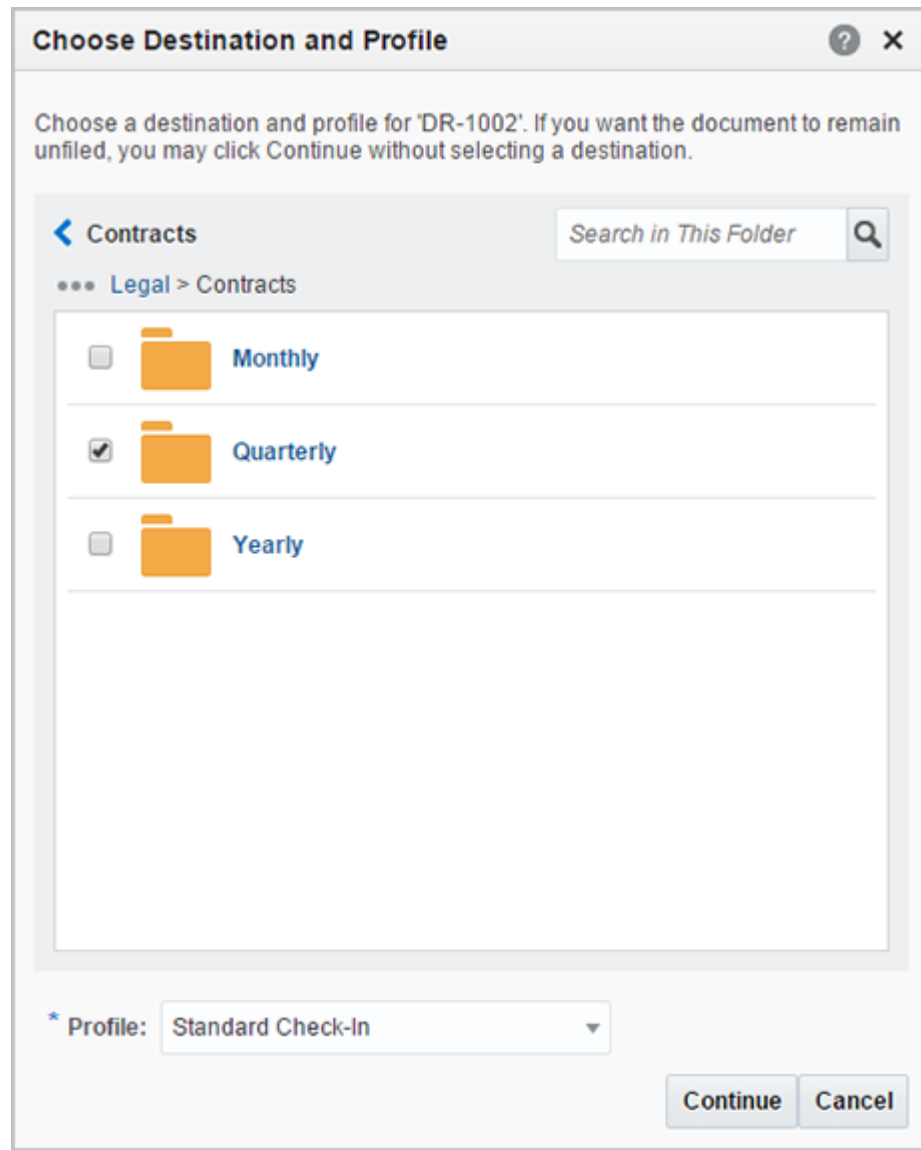 Choose Destination and Profile
Choose a destination and profile for 'DR-1002'. If you want the document to remain
unfiled, you may click Continue without selecting a destination.
Contracts
Search in This Folder
Legal > Contracts
Monthly
Quarterly
Yearly
* Profile: Standard Check-In
Continue Cancel